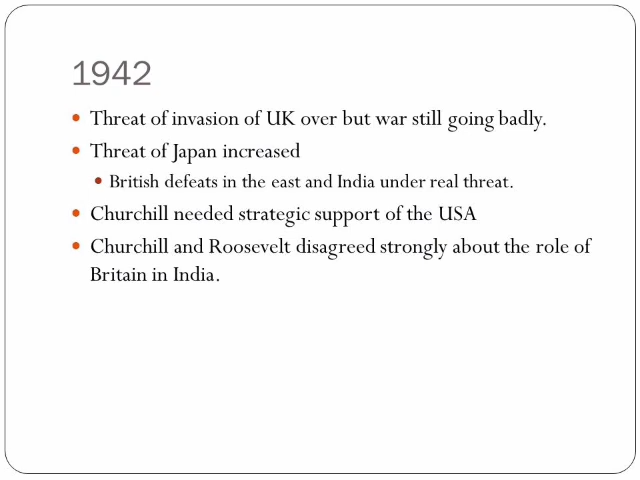 1942
• Threat of invasion of UK over but war still going badly.
• Threat of Japan increased
• British defeats in the east and India under real threat.
• Churchill needed strategic support of the USA
• Churchill and Roosevelt disagreed strongly about the role of
Britain in India.